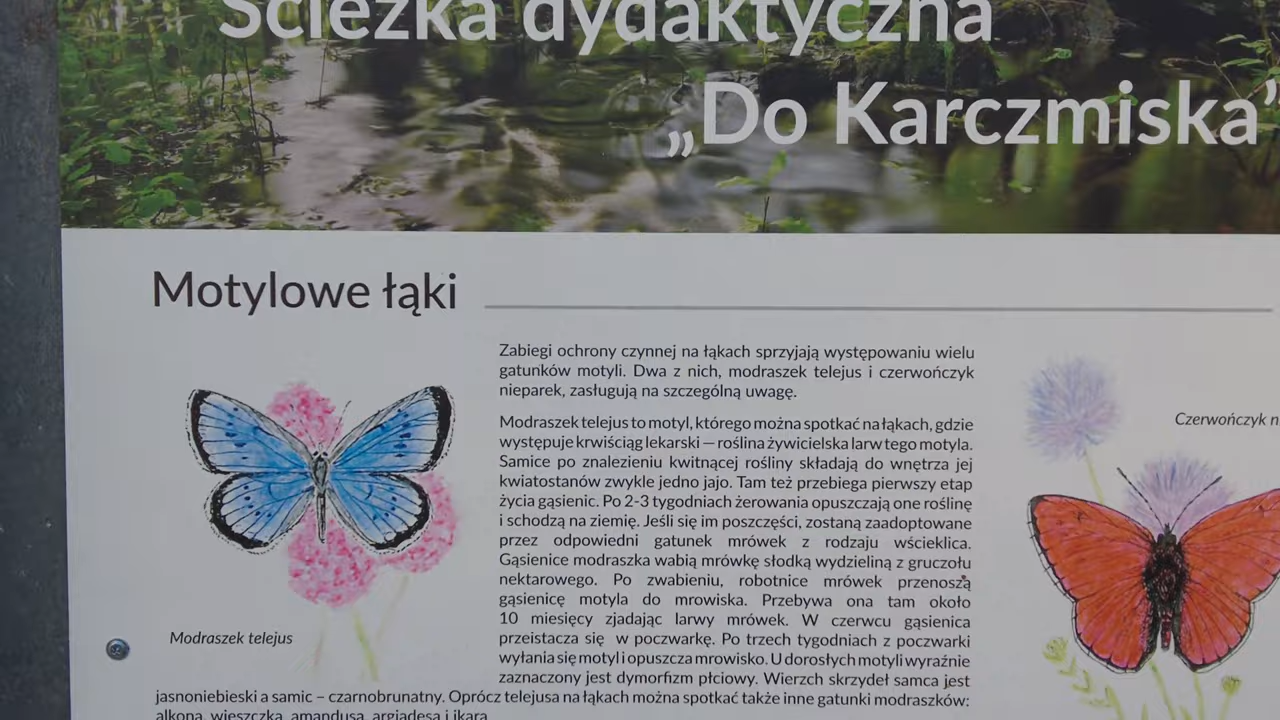 Ścieżka dydaktyczna
„Do Karczmiska”
Motylowe łąki
Zabiegi ochrony czynnej na łąkach sprzyjają występowaniu wielu
gatunków motyli. Dwa z nich, modraszek telejus i czerwończyk
nieparek, zasługują na szczególną uwagę.
Modraszek telejus to motyl, którego można spotkać na łąkach, gdzie
występuje krwiściąg lekarski — roślina żywicielska larw tego motyla.
Samice po znalezieniu kwitnącej rośliny składają do wnętrza jej
kwiatostanów zwykle jedno jajo. Tam też przebiega pierwszy etap
życia gąsienic. Po 2-3 tygodniach żerowania opuszczają one roślinę
i schodzą na ziemię. Jeśli się im poszczęści, zostaną zaadoptowane
przez odpowiedni gatunek mrówek z rodzaju wścieklica.
Gąsienice modraszka wabią mrówkę słodką wydzieliną z gruczołu
nektarowego. Po zwabieniu, robotnice mrówek przenoszą
gąsienicę motyla do mrowiska. Przebywa ona tam około
10 miesięcy zjadając larwy mrówek. W czerwcu gąsienica
przeistacza się w poczwarkę. Po trzech tygodniach z poczwarki
wyłania się motyl i opuszcza mrowisko. U dorosłych motyli wyraźnie
zaznaczony jest dymorfizm płciowy. Wierzch skrzydeł samca jest
jasnoniebieski a samic – czarnobrunatny. Oprócz telejusa na łąkach można spotkać także inne gatunki modraszków:
alkona, wieszczka, amandusa, argiadesa i ikara
Modraszek telejus
Czerwończyk n